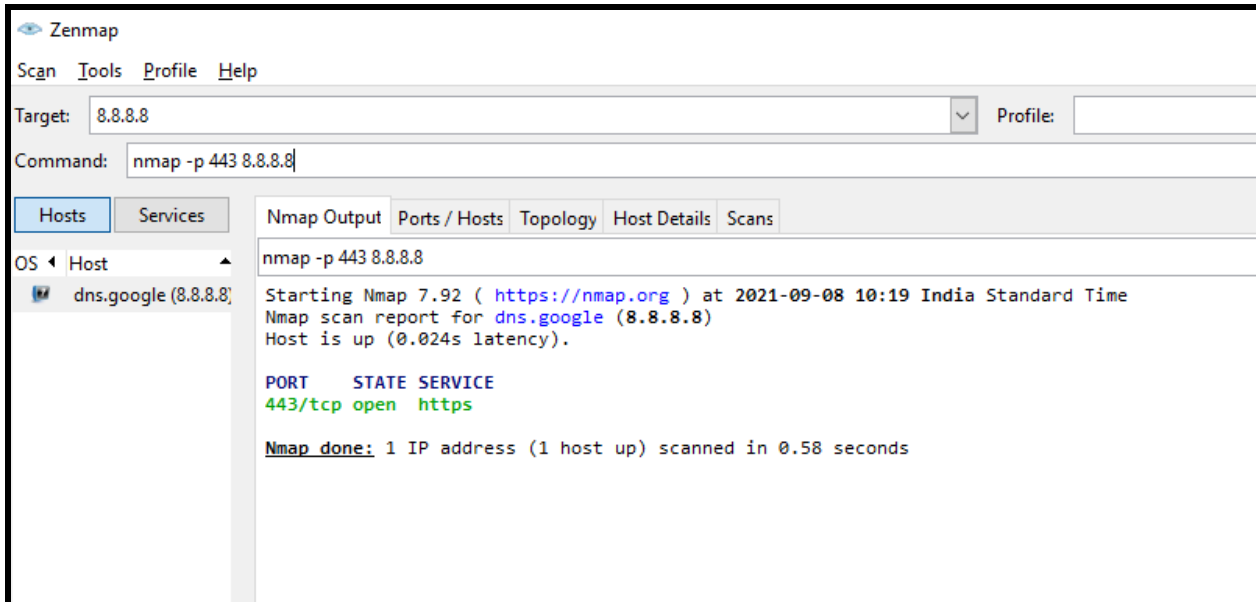 Zenmap
Scan Tools Profile Help
Target: 8.8.8.8 Profile:
Command: nmap -p 443 8.8.8.8
Hosts Services
Nmap Output Ports / Hosts Topology Host Details Scans
OS Host
nmap -p 443 8.8.8.8
dns.google (8.8.8.8)
Starting Nmap 7.92 ( https://nmap.org ) at 2021-09-08 10:19 India Standard Time
Nmap scan report for dns.google (8.8.8.8)
Host is up (0.024s latency).
PORT STATE SERVICE
443/tcp open https
Nmap done: 1 IP address (1 host up) scanned in 0.58 seconds